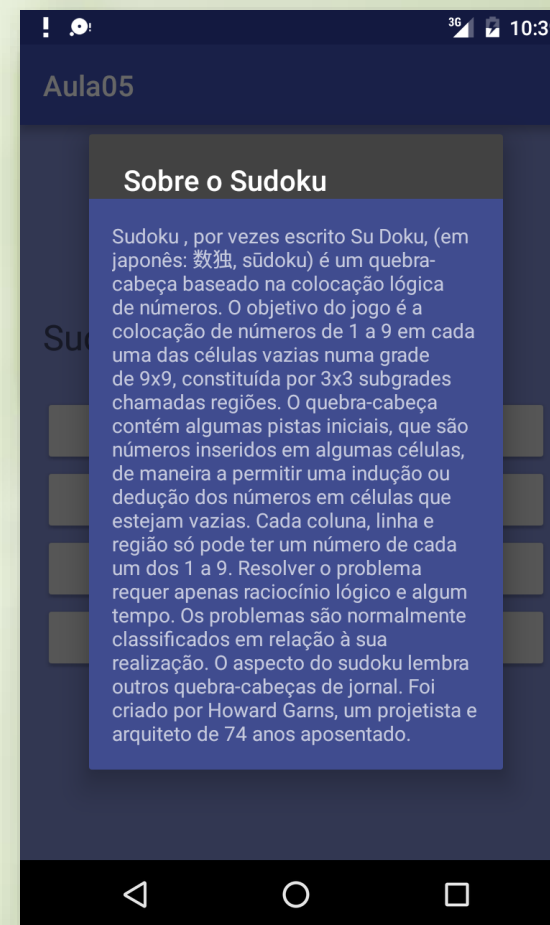 3G 10:3
Aula05
Sobre o Sudoku
Sudoku , por vezes escrito Su Doku, (em
japonês: 数独, sūdoku) é um quebra-
cabeça baseado na colocação lógica
de números. O objetivo do jogo é a
colocação de números de 1 a 9 em cada
uma das células vazias numa grade
de 9x9, constituída por 3x3 subgrades
chamadas regiões. O quebra-cabeça
contém algumas pistas iniciais, que são
números inseridos em algumas células,
de maneira a permitir uma indução ou
dedução dos números em células que
estejam vazias. Cada coluna, linha e
região só pode ter um número de cada
um dos 1 a 9. Resolver o problema
requer apenas raciocínio lógico e algum
tempo. Os problemas são normalmente
classificados em relação à sua
realização. O aspecto do sudoku lembra
outros quebra-cabeças de jornal. Foi
criado por Howard Garns, um projetista e
arquiteto de 74 anos aposentado.